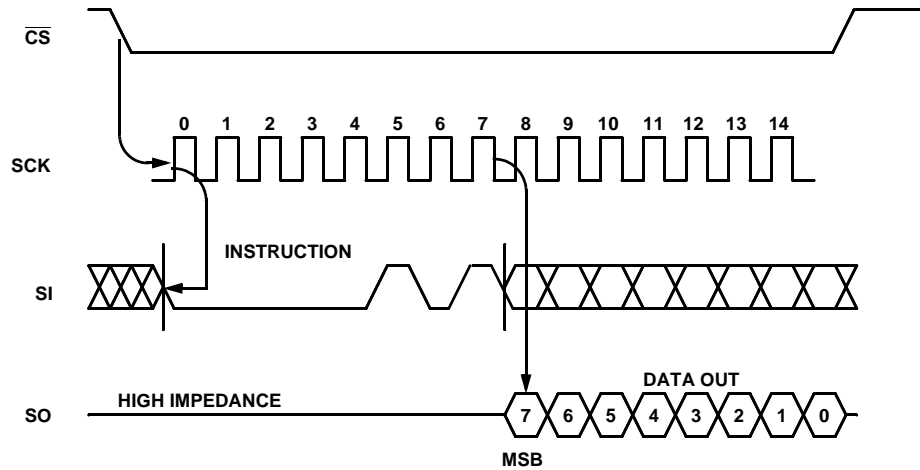 CS
0 1 2 3 4 5 6 7 8 9 10 11 12 13 14
SCK
INSTRUCTION
SI
DATA OUT
HIGH IMPEDANCE
SO
7 6 5 4 3 2 1 0
MSB